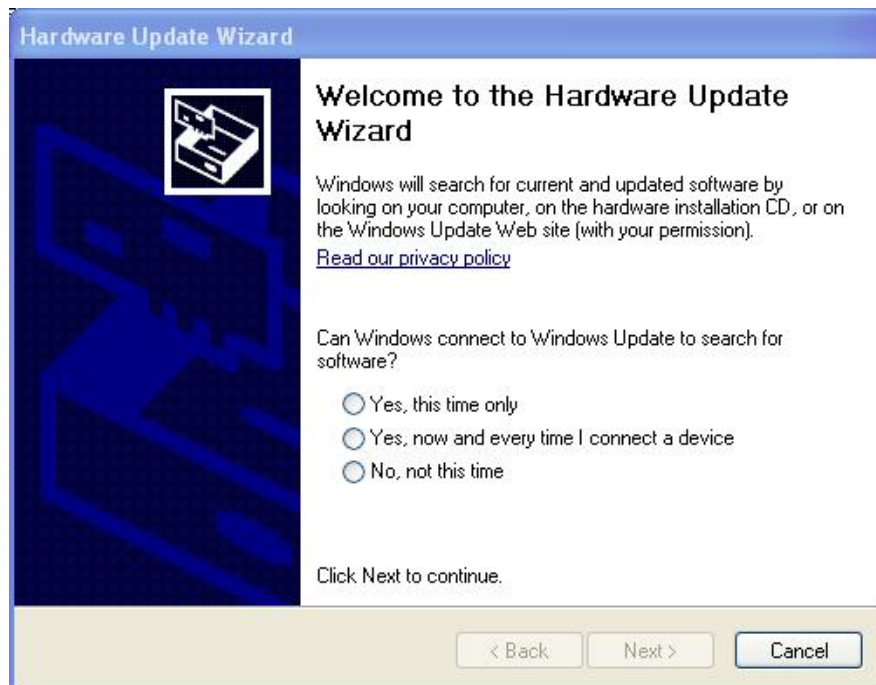 Hardware Update Wizard
Welcome to the Hardware Update
Wizard
Windows will search for current and updated software by
looking on your computer, on the hardware installation CD, or on
the Windows Update Web site (with your permission).
Read our privacy policy
Can Windows connect to Windows Update to search for
software?
Yes, this time only
Yes, now and every time I connect a device
No, not this time
Click Next to continue.
< Back Next > Cancel